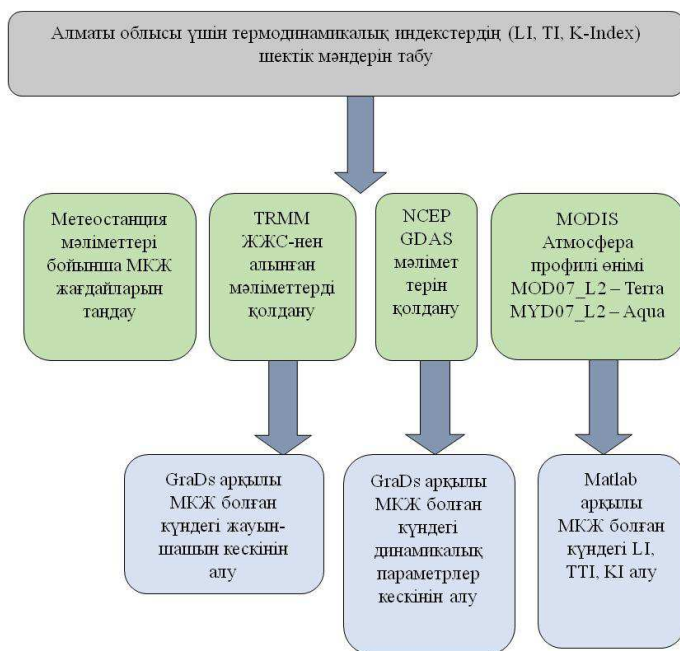 Алматы облысы үшін термодинамикалық индекстердің (LI, TI, K-Index)
шектік мәндерін табу
Метеостанция
мәліметтері
бойынша МКЖ
жағдайларын
таңдау
TRMM
ЖЖС-нен
алынған
мәліметтерді
қолдану
NCEP
GDAS
мәлімет
терін
қолдану
MODIS
Атмосфера
профилі өнімі
MOD07_L2 – Terra
MYD07_L2 – Aqua
GraDs арқылы
МКЖ болған
күндегі жауын-
шашын кескінін
алу
GraDs арқылы
МКЖ болған
күндегі
динамикалық
параметрлер
кескінін алу
Matlab
арқылы
МКЖ болған
күндегі LI,
TTI, KI алу